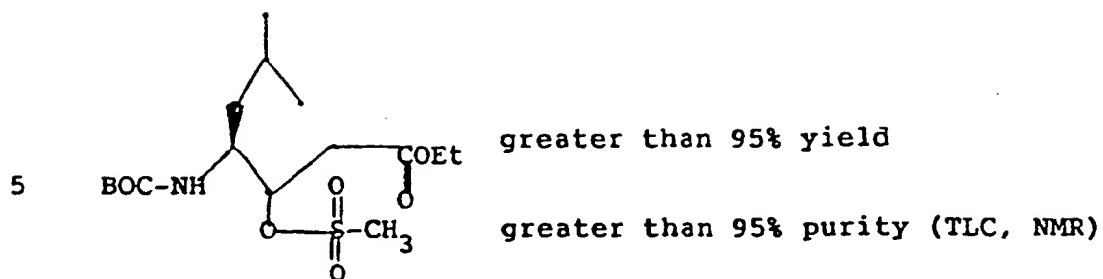 greater than 95% yield
COEt
5
BOC-NH
O
O
O
S
CH3
greater than 95% purity (TLC, NMR)
O